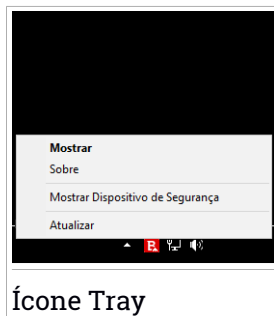 Mostrar
Sobre
Mostrar Dispositivo de Segurança
Atualizar
B
Ícone Tray